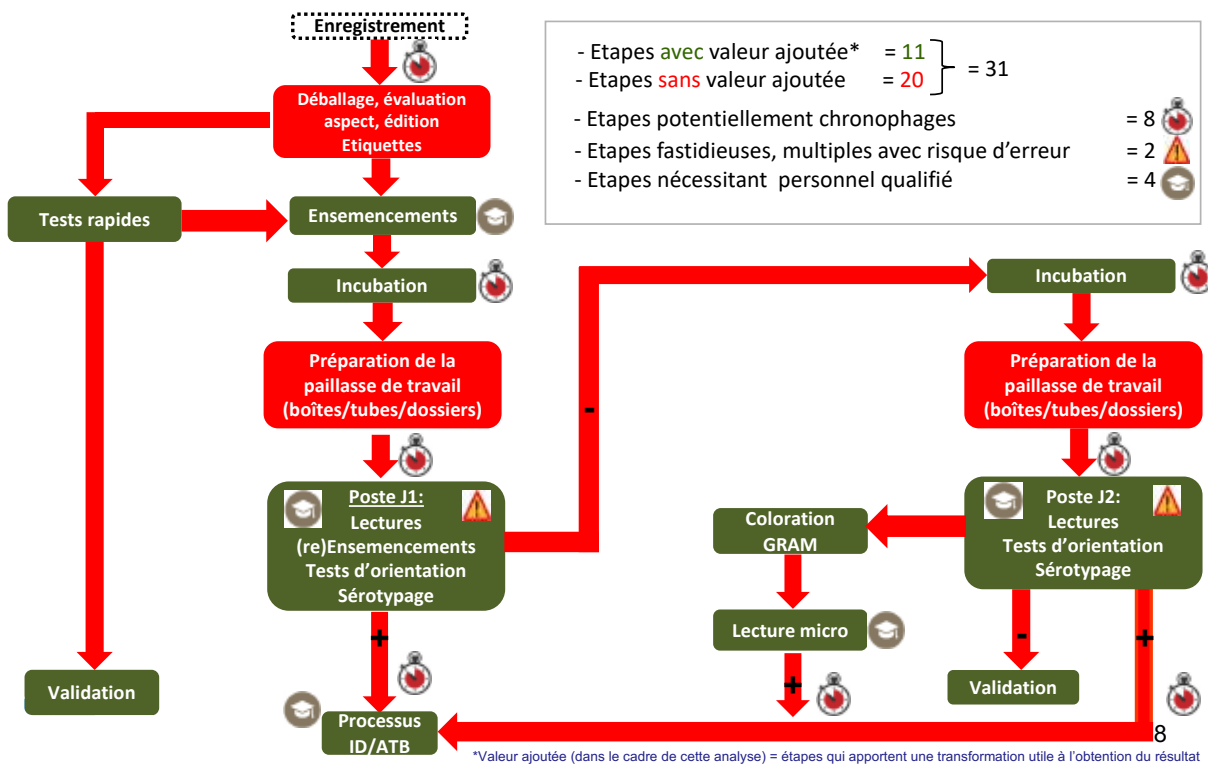 Enregistrement
- Etapes avec valeur ajoutée* = 11
- Etapes sans valeur ajoutée = 20
= 31
- Etapes potentiellement chronophages = 8
- Etapes fastidieuses, multiples avec risque d'erreur = 2
- Etapes nécessitant personnel qualifié = 4
Déballage, évaluation
aspect, édition
Etiquettes
Tests rapides
Ensemencements
Incubation
Incubation
Préparation de la
paillasse de travail
(boîtes/tubes/dossiers)
Préparation de la
paillasse de travail
(boîtes/tubes/dossiers)
-
Poste J1:
Lectures
(re)Ensemencements
Tests d'orientation
Sérotypage
Coloration
GRAM
Poste J2:
Lectures
Tests d'orientation
Sérotypage
Lecture micro
+
-
+
+
Validation
Validation
Processus
ID/ATB
8
*Valeur ajoutée (dans le cadre de cette analyse) = étapes qui apportent une transformation utile à l'obtention du résultat